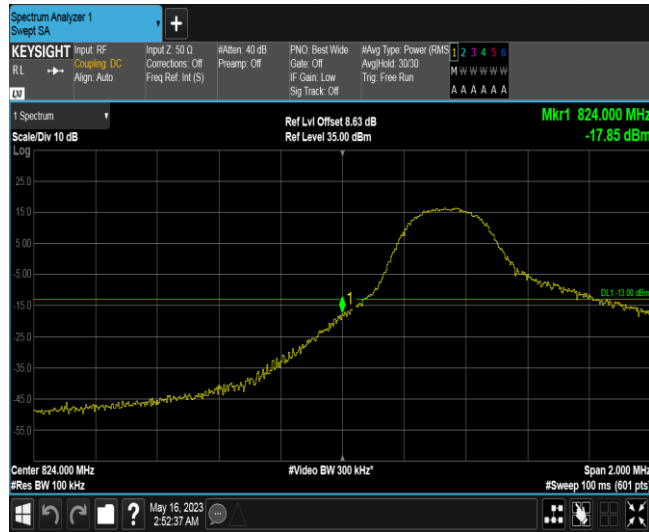 Spectrum Analyzer 1
Swept SA
+
KEYSIGHT
RL
LXI
Input: RF
Coupling: DC
Align: Auto
Input Z: 50 Ω
Corrections: Off
Freq Ref: Int (S)
#Atten: 40 dB
Preamp: Off
PNO: Best Wide
Gate: Off
IF Gain: Low
Sig Track: Off
#Avg Type: Power (RMS
Avg|Hold: 30/30
Trig: Free Run
1 2 3 4 5 6
M W W W W W
A A A A A A
1 Spectrum
Scale/Div 10 dB
Log
Ref Lvl Offset 8.63 dB
Ref Level 35.00 dBm
Mkr1 824.000 MHz
-17.85 dBm
25.0
15.0
5.00
-5.00
-15.0
-25.0
-35.0
-45.0
-55.0
1
DL1 -13.00 dBm
Center 824.000 MHz
#Res BW 100 kHz
#Video BW 300 kHz*
Span 2.000 MHz
#Sweep 100 ms (601 pts)
?
May 16, 2023
2:52:37 AM